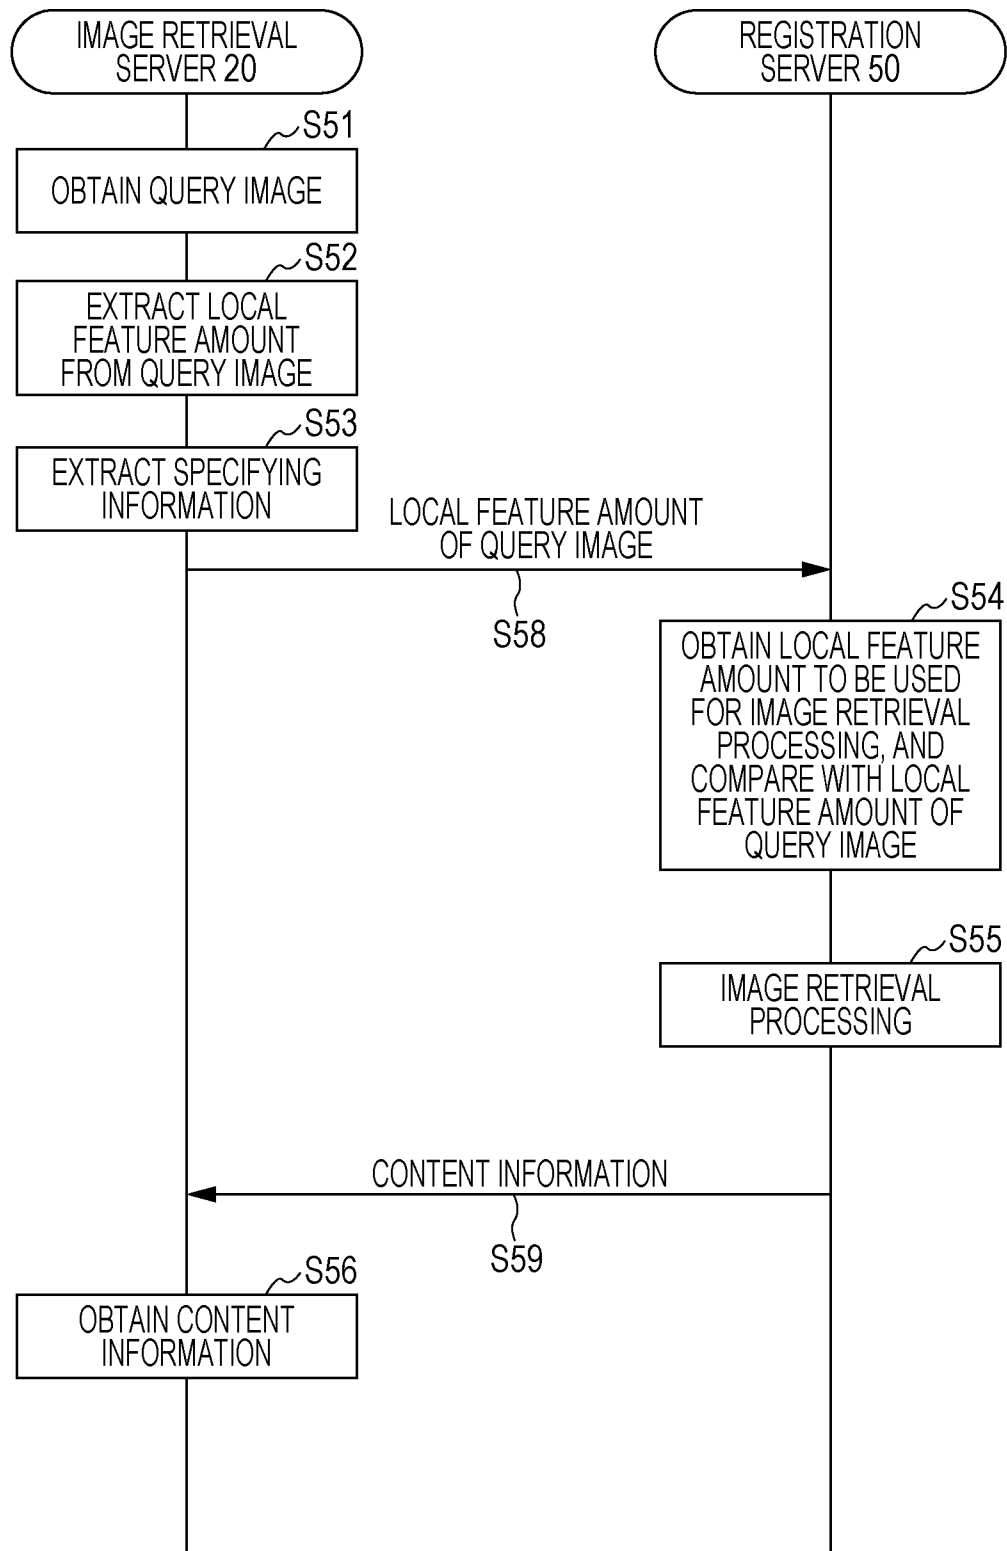 IMAGE RETRIEVAL
SERVER 20
REGISTRATION
SERVER 50
S51
OBTAIN QUERY IMAGE
S52
EXTRACT LOCAL
FEATURE AMOUNT
FROM QUERY IMAGE
S53
EXTRACT SPECIFYING
INFORMATION
LOCAL FEATURE AMOUNT
OF QUERY IMAGE
S58
S54
OBTAIN LOCAL FEATURE
AMOUNT TO BE USED
FOR IMAGE RETRIEVAL
PROCESSING, AND
COMPARE WITH LOCAL
FEATURE AMOUNT OF
QUERY IMAGE
S55
IMAGE RETRIEVAL
PROCESSING
CONTENT INFORMATION
S59
S56
OBTAIN CONTENT
INFORMATION